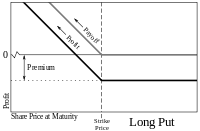 Payoff
Profit
0
Premium
Profit
Share Price at Maturity
Strike
Price
Long Put